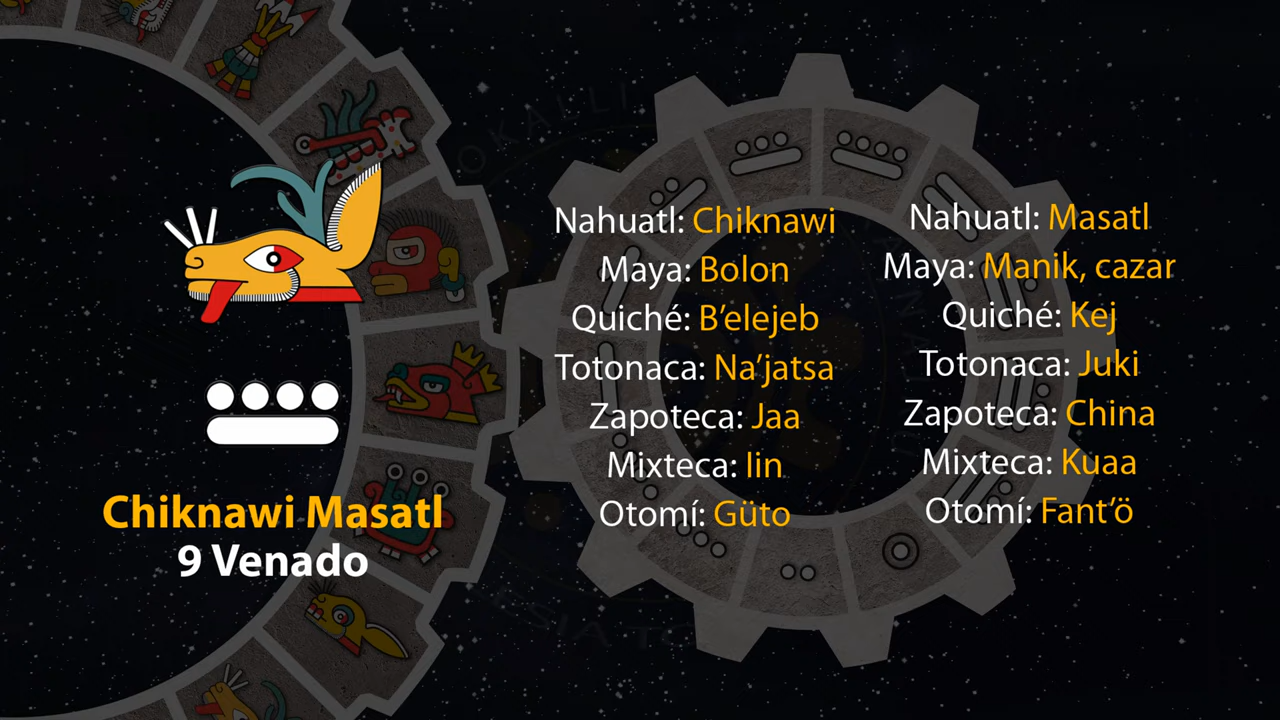 Nahuatl: Chiknawi
Maya: Bolon
Quiché: B’elejeb
Totonaca: Na’jatsa
Zapoteca: Jaa
Mixteca: Iin
Otomí: Güto
Nahuatl: Masatl
Maya: Manik, cazar
Quiché: Kej
Totonaca: Juki
Zapoteca: China
Mixteca: Kuaa
Otomí: Fant’ö
Chiknawi Masatl
9 Venado